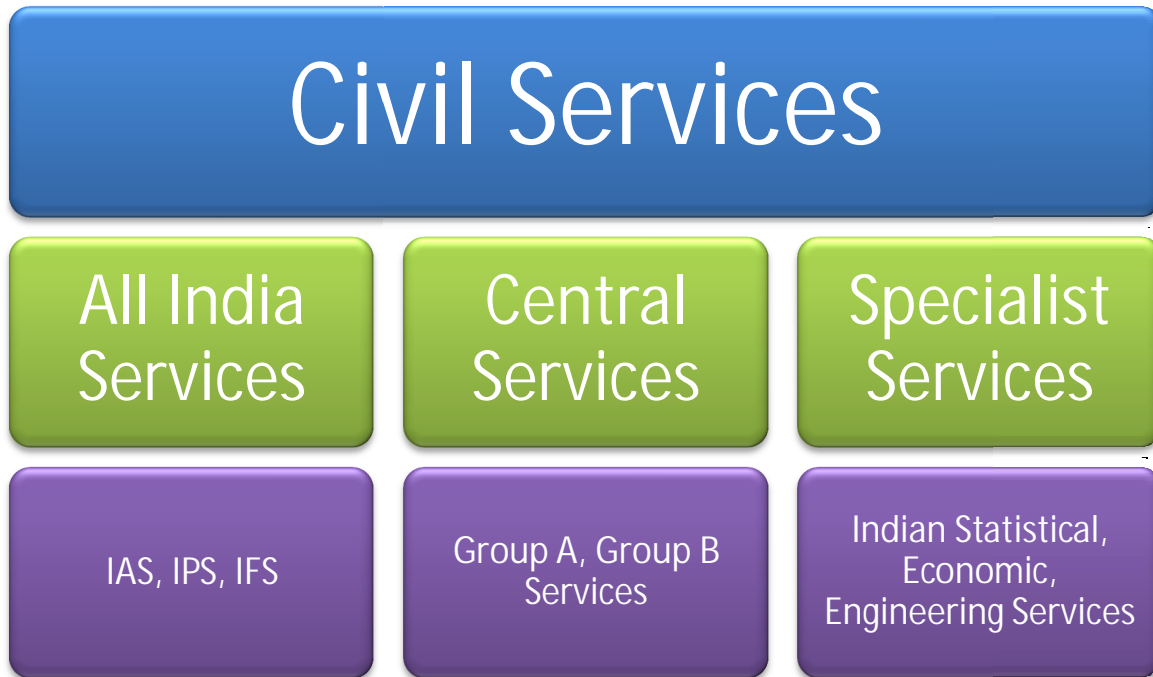 Civil Services
All India
Services
Central
Services
Specialist
Services
IAS, IPS, IFS
Group A, Group B
Services
Indian Statistical,
Economic,
Engineering Services